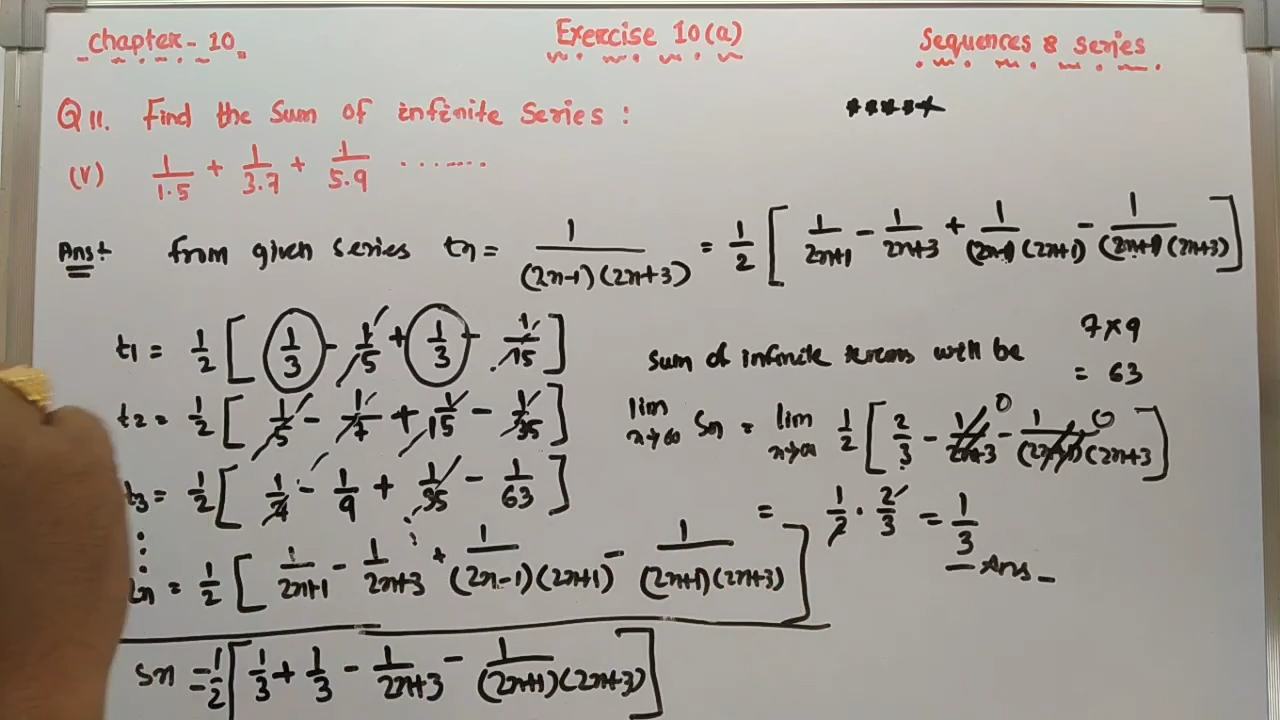 Chapter-10 Exercise 10(a) Sequences & Series
Q11. Find the Sum of infinite Series :
(V) 1/1.5 + 1/3.7 + 1/5.9 .......
*****
Ans:- from given series tn = 1/(2n-1)(2n+3) = 1/2 [ 1/2n+1 - 1/2n+3 + 1/(2n-1)(2n+1) - 1/(2n+1)(2n+3) ]
t1 = 1/2 [ 1/3 - 1/5 + 1/3 - 1/15 ]
t2 = 1/2 [ 1/5 - 1/7 + 1/15 - 1/35 ]
t3 = 1/2 [ 1/7 - 1/9 + 1/35 - 1/63 ]
tn = 1/2 [ 1/2n+1 - 1/2n+3 + 1/(2n-1)(2n+1) - 1/(2n+1)(2n+3) ]
Sn = 1/2 [ 1/3 + 1/3 - 1/2n+3 - 1/(2n+1)(2n+3) ]
7×9
= 63
Sum of infinite terms will be
lim n→∞ Sn = lim n→∞ 1/2 [ 2/3 - 1/2n+3 0 - 1/(2n+1)(2n+3) 0 ]
= 1/2 . 2/3 = 1/3 Ans